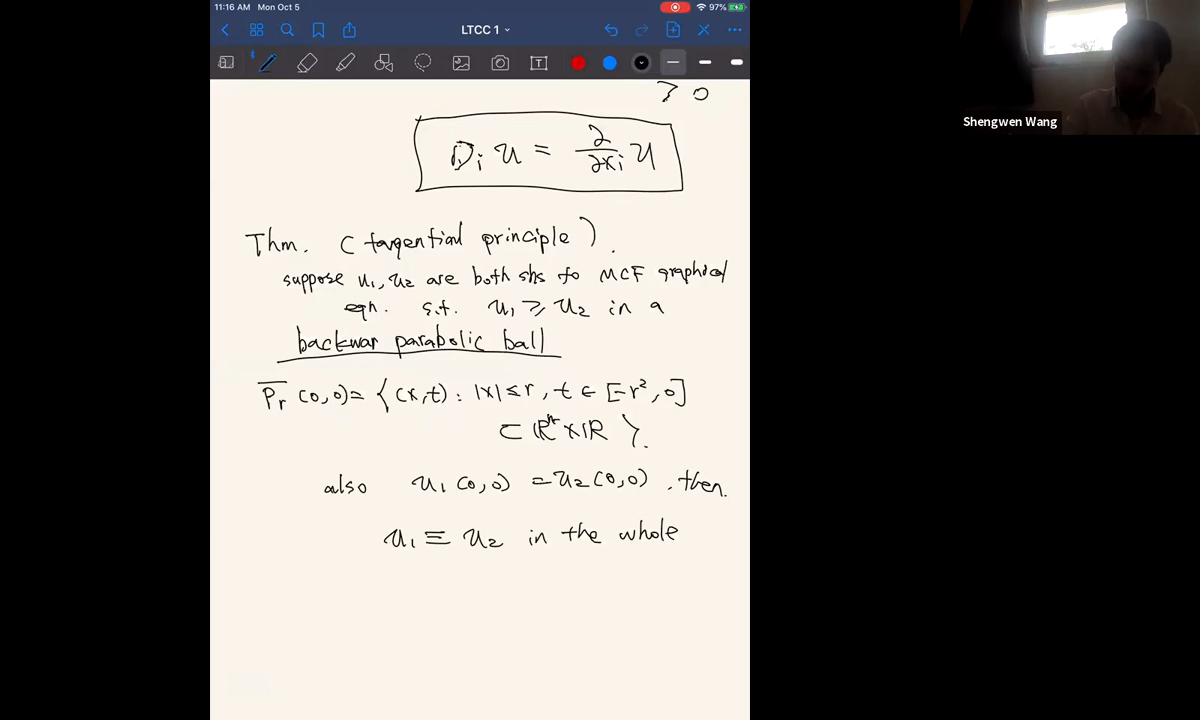 11:16 AM Mon Oct 5
97%
LTCC 1
> 0
D_i u = ∂/∂x_i u
Thm. (tangential principle).
suppose u₁, u₂ are both slns to MCF graphical
eqn. s.t. u₁ ≥ u₂ in a
backwar parabolic ball
P̅_r (0,0) = { (x,t) : |x| ≤ r, t ∈ [-r², 0]
⊂ ℝⁿ × ℝ }.
also u₁ (0,0) = u₂ (0,0), then.
u₁ ≡ u₂ in the whole
Shengwen Wang